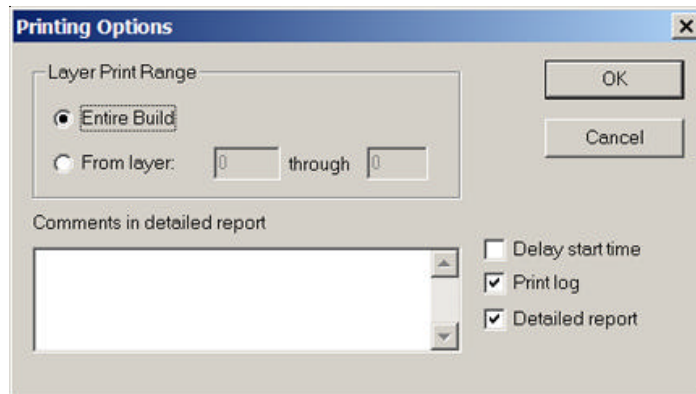 Printing Options
Layer Print Range
Entire Build
From layer: 0 through 0
OK
Cancel
Comments in detailed report
Delay start time
Print log
Detailed report